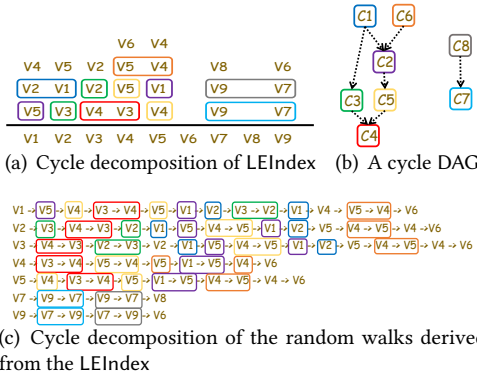 V6 V4
V4 V5 V2 V5 V4 V8 V6
V2 V1 V2 V5 V1 V9 V7
V5 V3 V4 V3 V4 V9 V7
V1 V2 V3 V4 V5 V6 V7 V8 V9
(a) Cycle decomposition of LEIndex
C1 C6
C8
C2
C3 C5 C7
C4
(b) A cycle DAG
V1 → V5 → V4 → V3 → V4 → V5 → V1 → V2 → V3 → V2 → V1 → V4 → V5 → V4 → V6
V2 → V3 → V4 → V3 → V2 → V1 → V5 → V4 → V5 → V1 → V2 → V5 → V4 → V5 → V4 → V6
V3 → V4 → V3 → V2 → V3 → V2 → V1 → V5 → V4 → V5 → V1 → V2 → V5 → V4 → V5 → V4 → V6
V4 → V3 → V4 → V5 → V4 → V5 → V1 → V5 → V4 → V6
V5 → V4 → V3 → V4 → V5 → V1 → V5 → V4 → V5 → V4 → V6
V7 → V9 → V7 → V9 → V7 → V8
V9 → V7 → V9 → V7 → V9 → V6
(c) Cycle decomposition of the random walks derived
from the LEIndex